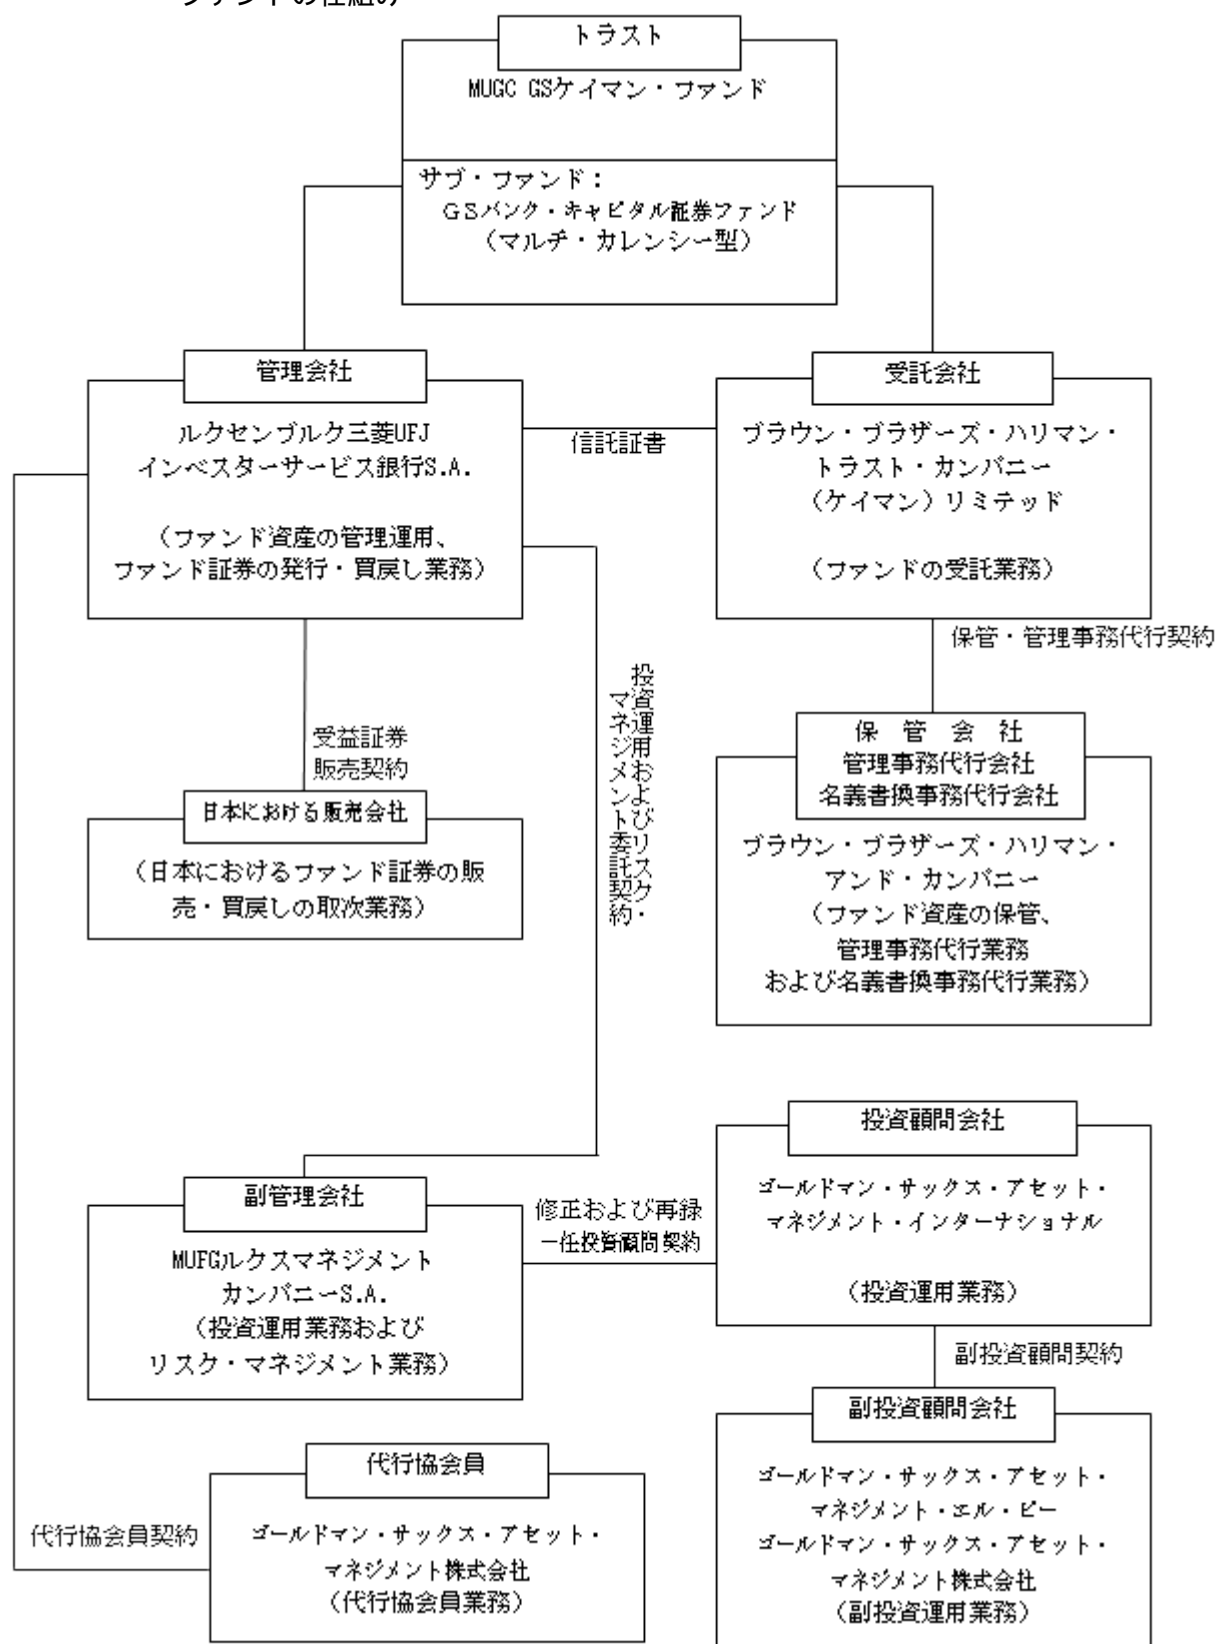 ファンドの仕組み
トラスト
MUGC GSケイマン・ファンド
サブ・ファンド:
GSバンク・キャピタル証券ファンド
(マルチ・カレンシー型)
管理会社
ルクセンブルク三菱UFJ
インベスターサービス銀行S.A.
(ファンド資産の管理運用、
ファンド証券の発行・買戻し業務)
信託証書
受託会社
ブラウン・ブラザーズ・ハリマン・
トラスト・カンパニー
(ケイマン)リミテッド
(ファンドの受託業務)
保管・管理事務代行契約
受益証券
販売契約
投資運用およびリスク・
マネジメント委託契約
保 管 会 社
管理事務代行会社
名義書換事務代行会社
ブラウン・ブラザーズ・ハリマン・
アンド・カンパニー
(ファンド資産の保管、
管理事務代行業務
および名義書換事務代行業務)
日本における販売会社
(日本におけるファンド証券の販
売・買戻しの取次業務)
投資顧問会社
ゴールドマン・サックス・アセット・
マネジメント・インターナショナル
(投資運用業務)
副管理会社
MUFGルクスマネジメント
カンパニーS.A.
(投資運用業務および
リスク・マネジメント業務)
修正および再録
一任投資顧問契約
副投資顧問契約
副投資顧問会社
ゴールドマン・サックス・アセット・
マネジメント・エル・ピー
ゴールドマン・サックス・アセット・
マネジメント株式会社
(副投資運用業務)
代行協会員
代行協会員契約
ゴールドマン・サックス・アセット・
マネジメント株式会社
(代行協会員業務)